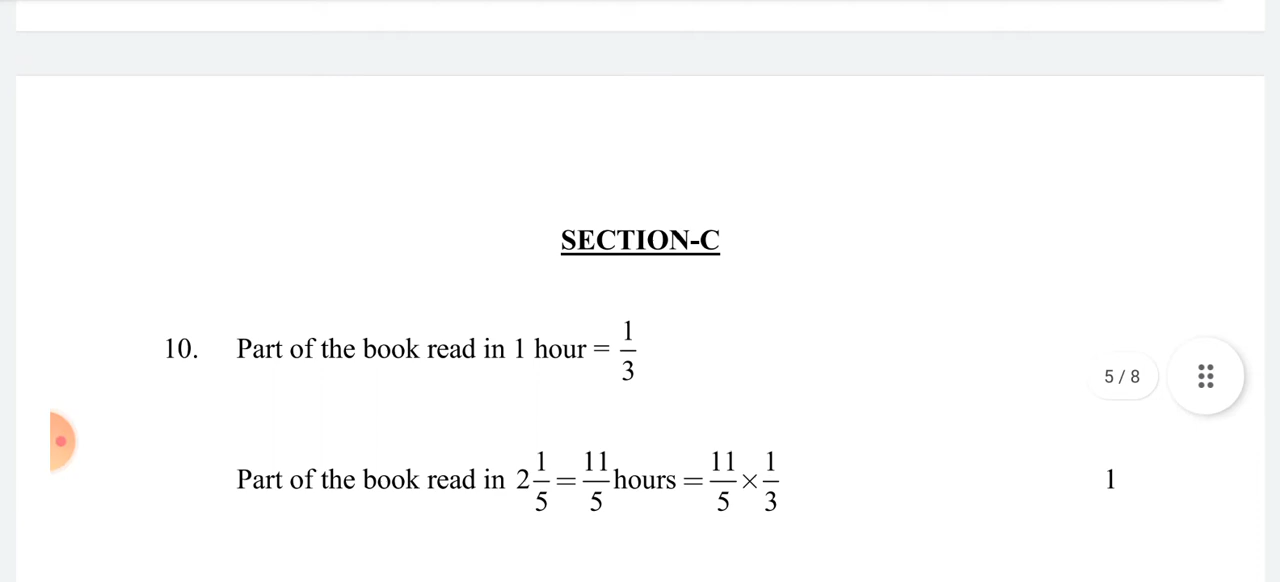 SECTION-C
10. Part of the book read in 1 hour = 1/3
5 / 8
Part of the book read in 2 1/5 = 11/5 hours = 11/5 × 1/3 1